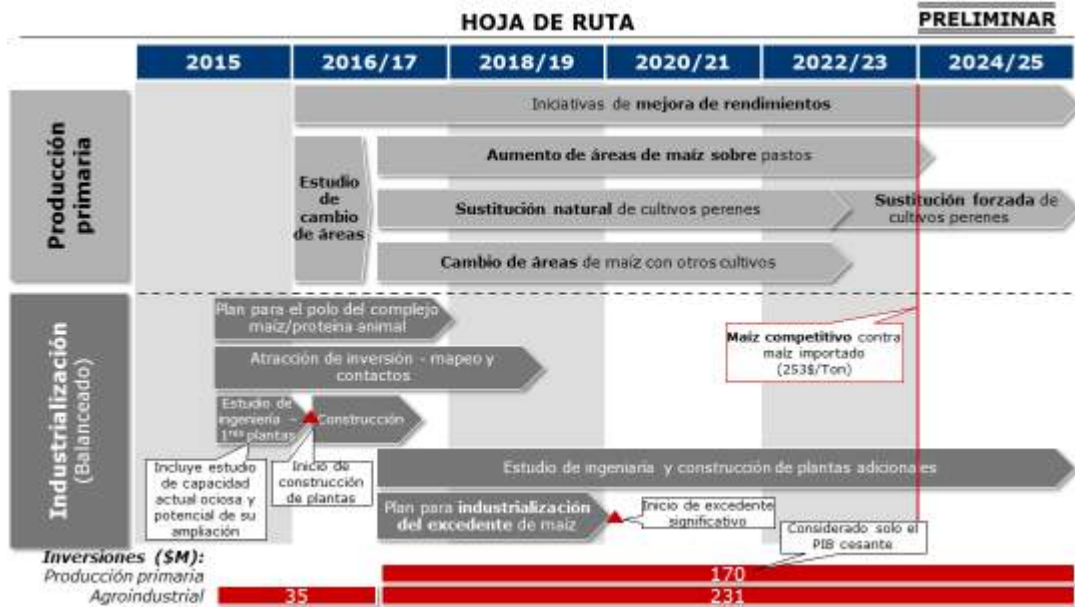 HOJA DE RUTA
PRELIMINAR
2015
2016/17
2018/19
2020/21
2022/23
2024/25
Producción
primaria
Iniciativas de mejora de rendimientos
Estudio
de
cambio
de áreas
Aumento de áreas de maíz sobre pastos
Sustitución natural de cultivos perenes
Sustitución forzada de
cultivos perenes
Cambio de áreas de maíz con otros cultivos
Industrialización
(Balanceado)
Plan para el polo del complejo
maíz/proteína animal
Atracción de inversión - mapeo y
contactos
Estudio de
ingeniería –
1ras plantas
Construcción
Incluye estudio
de capacidad
actual ociosa y
potencial de su
ampliación
Inicio de
construcción
de plantas
Maíz competitivo contra
maíz importado
(253$/Ton)
Estudio de ingeniaría y construcción de plantas adicionales
Plan para industrialización
del excedente de maíz
Inicio de excedente
significativo
Considerado solo el
PIB cesante
Inversiones ($M):
Producción primaria
170
Agroindustrial
35
231